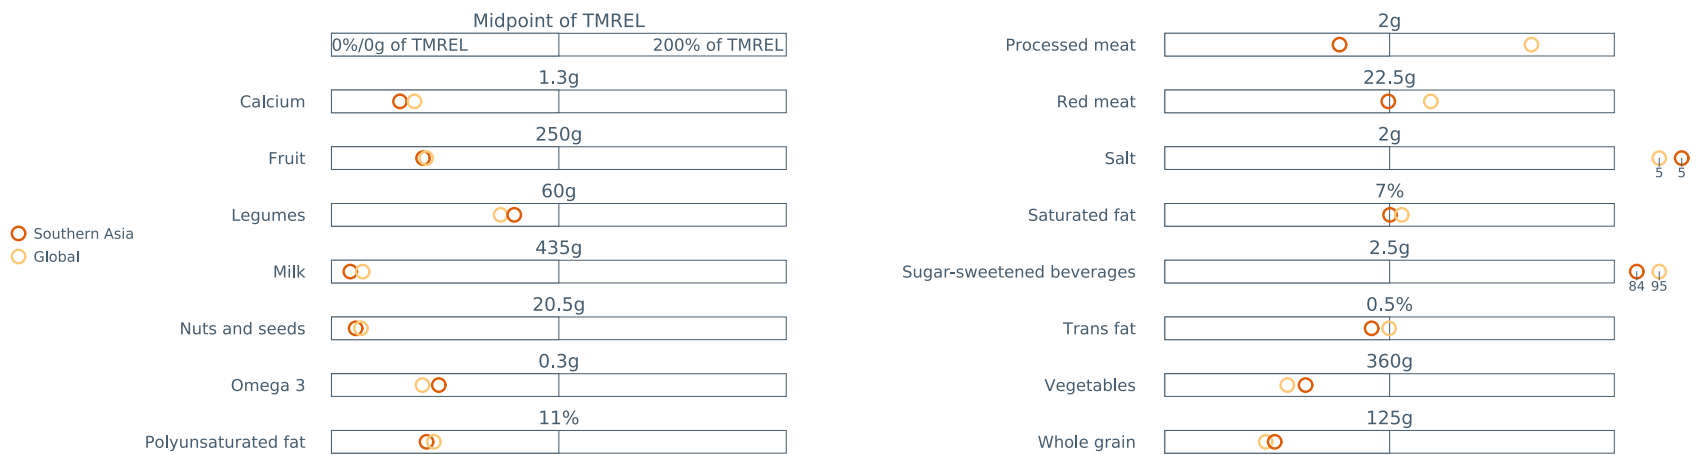 Midpoint of TMREL
0%/0g of TMREL 200% of TMREL
1.3g
Calcium
250g
Fruit
60g
Legumes
435g
Milk
20.5g
Nuts and seeds
0.3g
Omega 3
11%
Polyunsaturated fat
Southern Asia
Global
2g
Processed meat
22.5g
Red meat
2g
Salt
5 5
7%
Saturated fat
2.5g
Sugar-sweetened beverages
84 95
0.5%
Trans fat
360g
Vegetables
125g
Whole grain